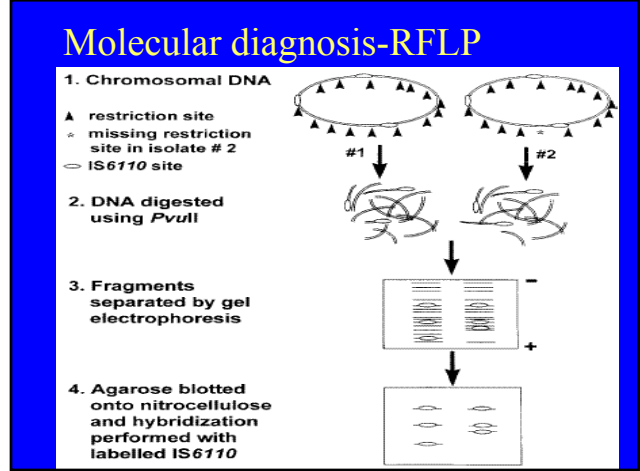 Molecular diagnosis-RFLP
1. Chromosomal DNA
▲ restriction site
* missing restriction
site in isolate # 2
IS6110 site
#1
#2
2. DNA digested
using PvuII
3. Fragments
separated by gel
electrophoresis
−
+
4. Agarose blotted
onto nitrocellulose
and hybridization
performed with
labelled IS6110